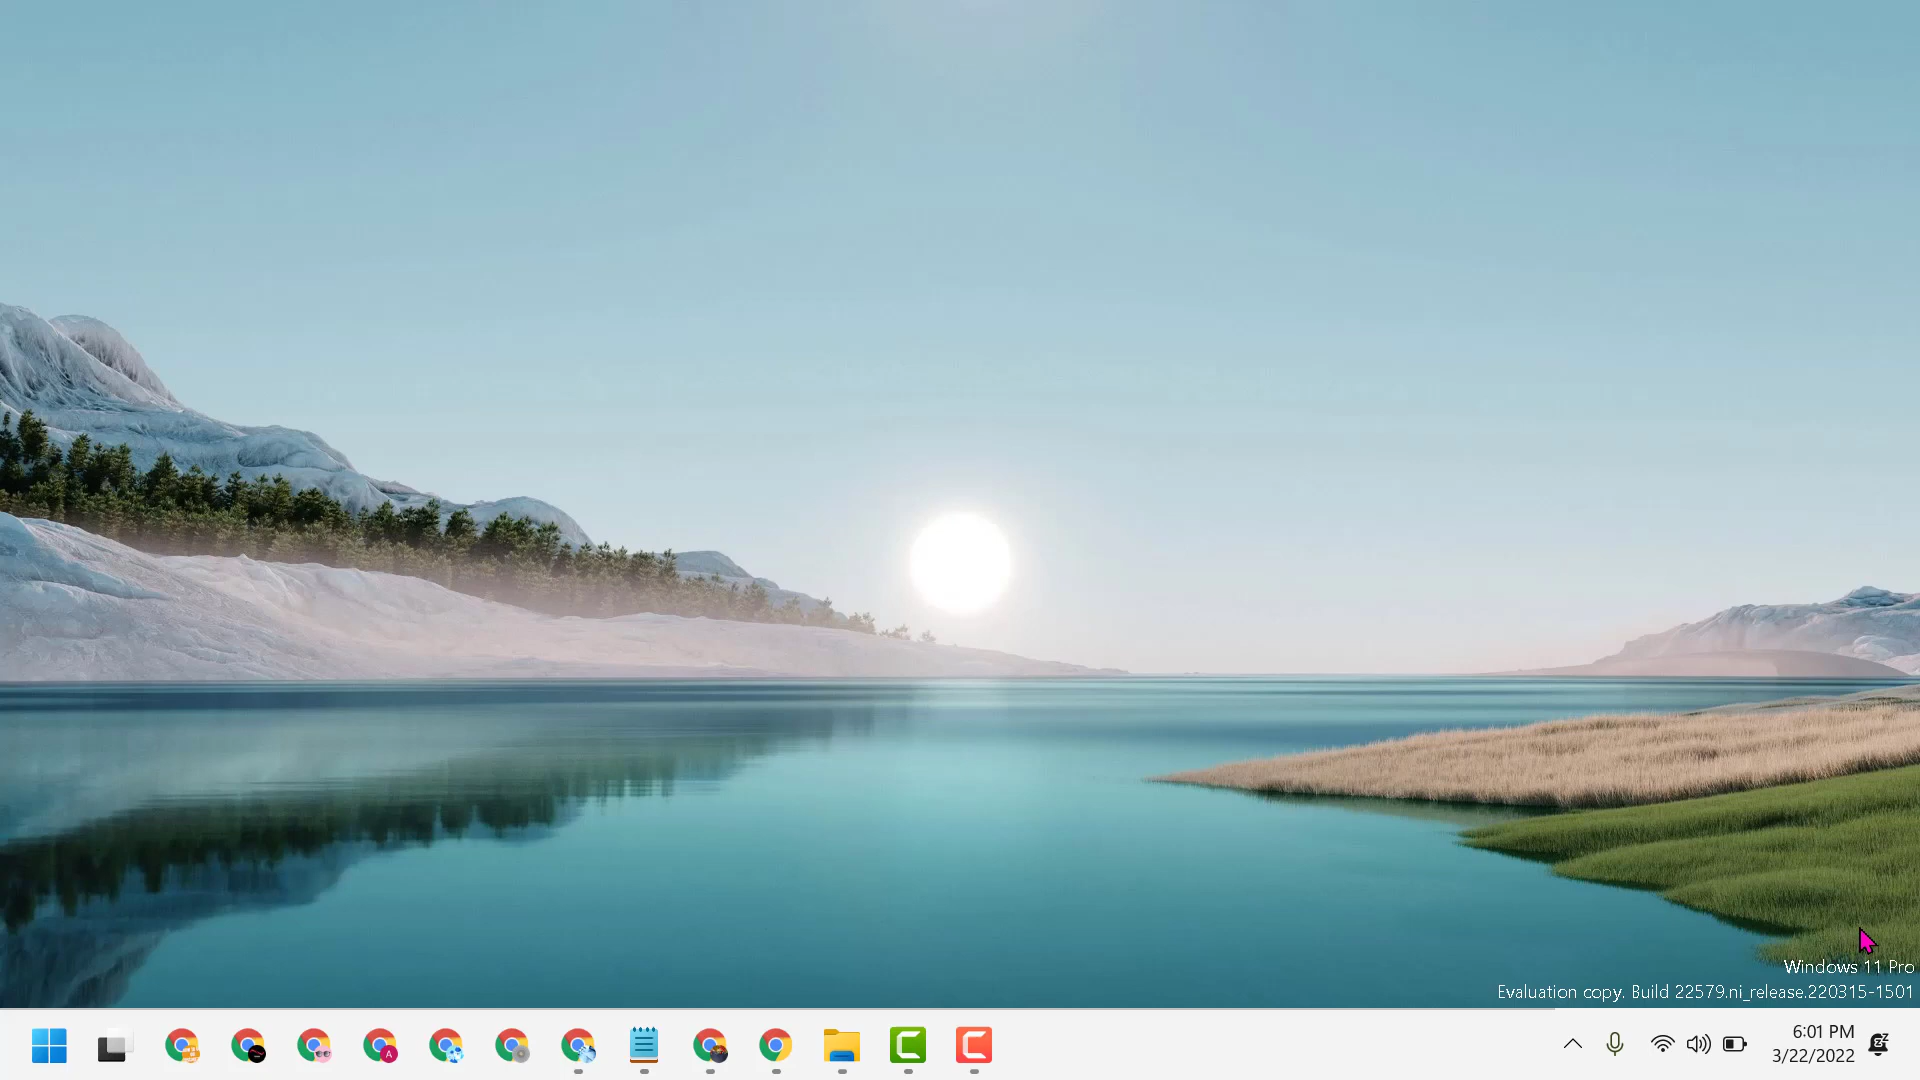 Windows 11 Pro
Evaluation copy. Build 22579.ni_release.220315-1501
A
6:01 PM
3/22/2022